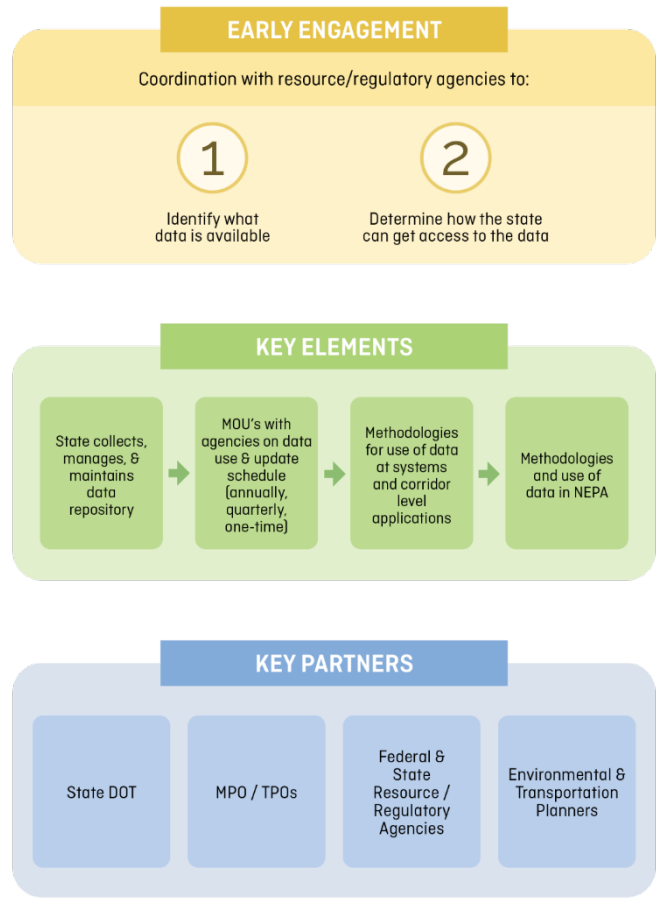 EARLY ENGAGEMENT
Coordination with resource/regulatory agencies to:
1
Identify what
data is available
2
Determine how the state
can get access to the data
KEY ELEMENTS
State collects,
manages, &
maintains
data
repository
MOU's with
agencies on data
use & update
schedule
(annually,
quarterly,
one-time)
Methodologies
for use of data
at systems
and corridor
level
applications
Methodologies
and use of
data in NEPA
KEY PARTNERS
State DOT
MPO / TPOs
Federal &
State
Resource /
Regulatory
Agencies
Environmental &
Transportation
Planners